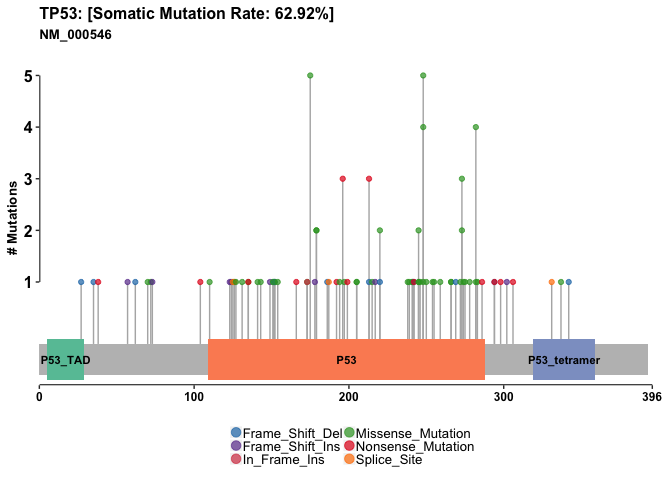 TP53: [Somatic Mutation Rate: 62.92%]
NM_000546
# Mutations
5
4
3
2
1
P53_TAD P53 P53_tetramer
0 100 200 300 396
Frame_Shift_Del Missense_Mutation
Frame_Shift_Ins Nonsense_Mutation
In_Frame_Ins Splice_Site